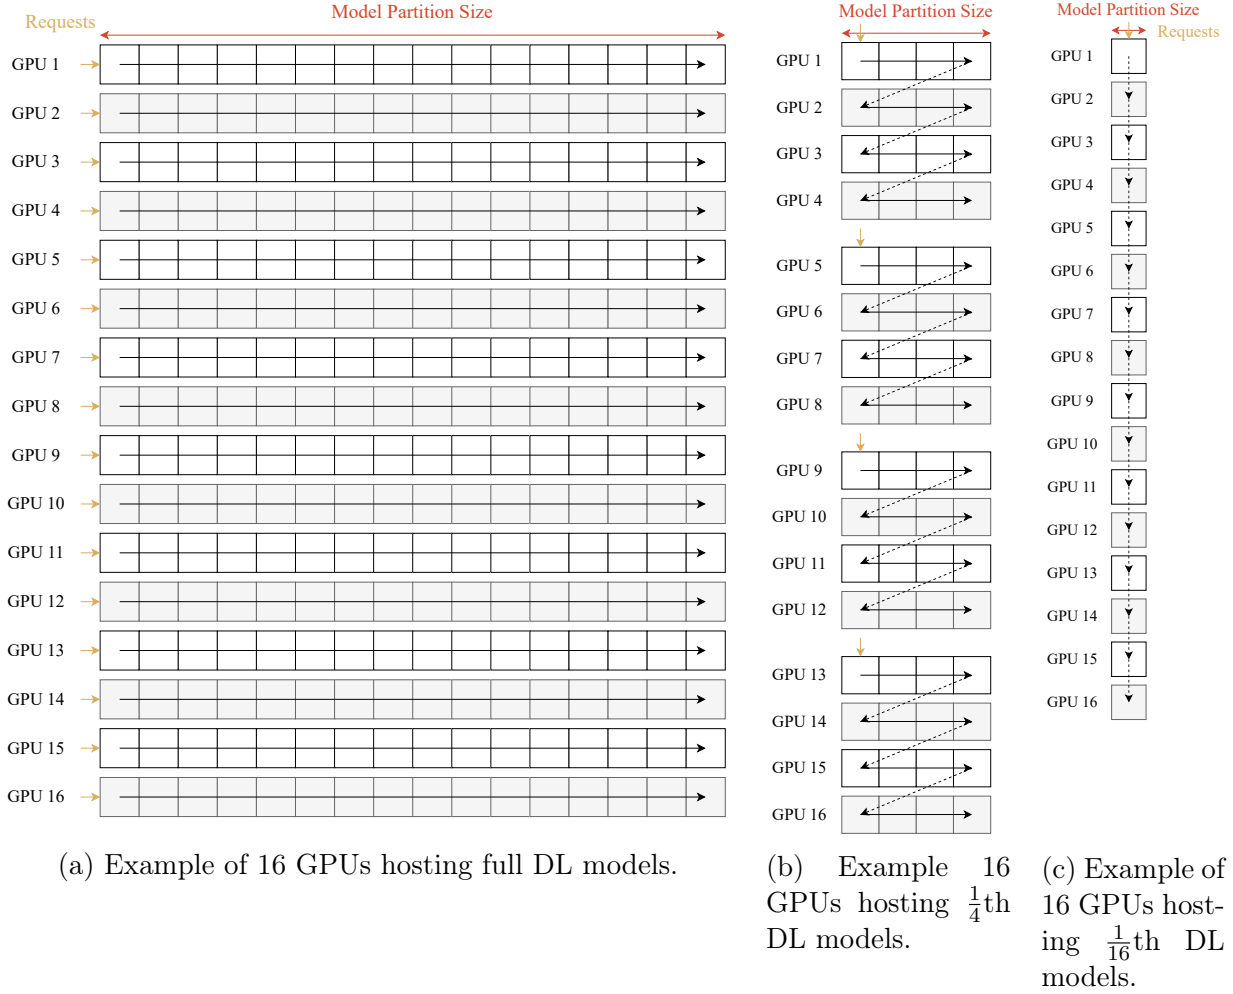 Model Partition Size
Requests
GPU 1
GPU 2
GPU 3
GPU 4
GPU 5
GPU 6
GPU 7
GPU 8
GPU 9
GPU 10
GPU 11
GPU 12
GPU 13
GPU 14
GPU 15
GPU 16
(a) Example of 16 GPUs hosting full DL models.
Model Partition Size
GPU 1
GPU 2
GPU 3
GPU 4
GPU 5
GPU 6
GPU 7
GPU 8
GPU 9
GPU 10
GPU 11
GPU 12
GPU 13
GPU 14
GPU 15
GPU 16
(b) Example 16
GPUs hosting 1/4th
DL models.
Model Partition Size
Requests
GPU 1
GPU 2
GPU 3
GPU 4
GPU 5
GPU 6
GPU 7
GPU 8
GPU 9
GPU 10
GPU 11
GPU 12
GPU 13
GPU 14
GPU 15
GPU 16
(c) Example of
16 GPUs host-
ing 1/16th DL
models.